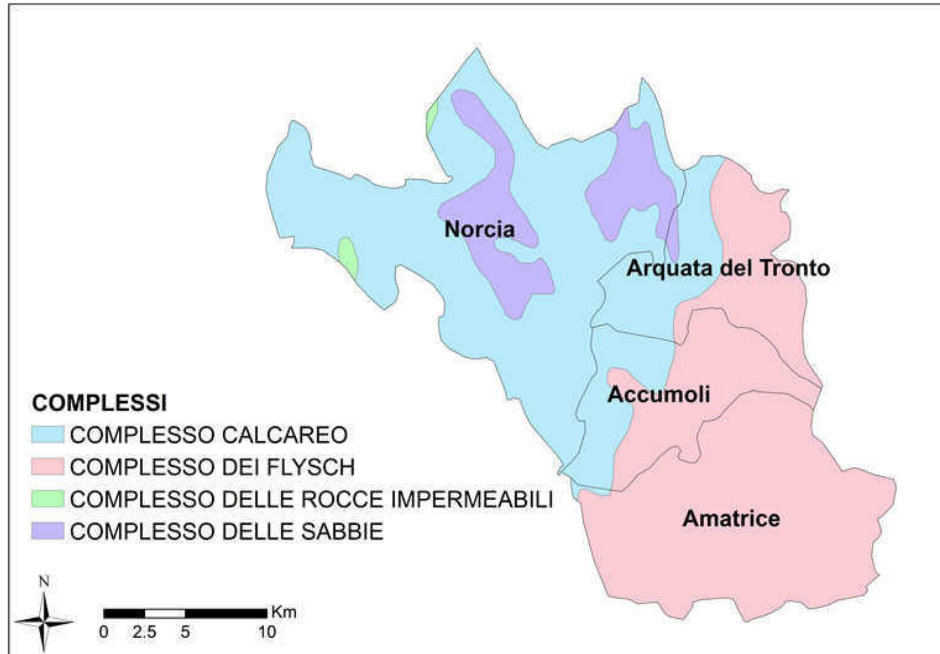 Norcia
Arquata del Tronto
Accumoli
Amatrice
COMPLESSI
COMPLESSO CALCAREO
COMPLESSO DEI FLYSCH
COMPLESSO DELLE ROCCE IMPERMEABILI
COMPLESSO DELLE SABBIE
N
Km
0 2.5 5 10